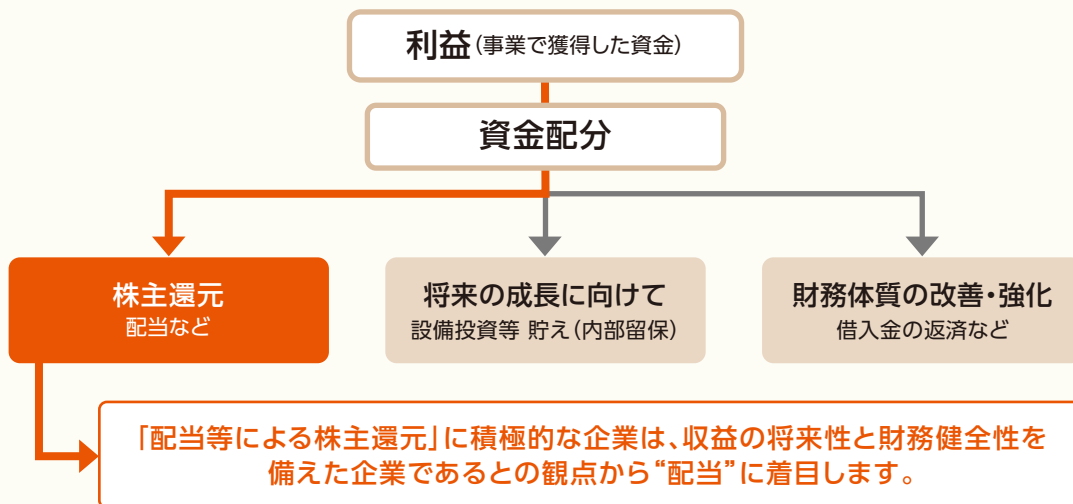 利益(事業で獲得した資金)
資金配分
株主還元
配当など
将来の成長に向けて
設備投資等 貯え(内部留保)
財務体質の改善・強化
借入金の返済など
「配当等による株主還元」に積極的な企業は、収益の将来性と財務健全性を
備えた企業であるとの観点から“配当”に着目します。